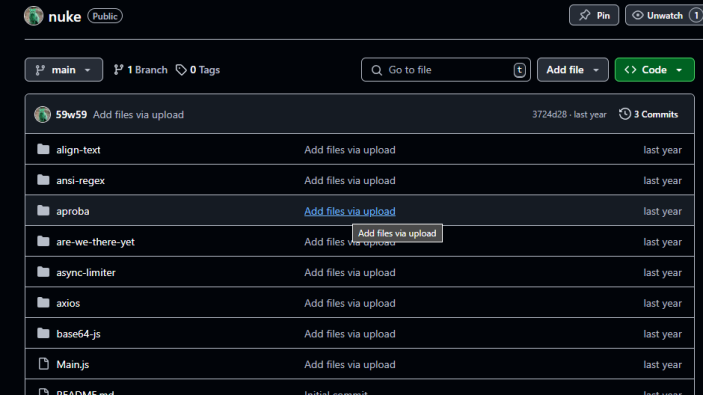 nuke Public Pin Unwatch 1
main 1 Branch 0 Tags Go to file t Add file Code
59w59 Add files via upload 3724d28 · last year 3 Commits
align-text Add files via upload last year
ansi-regex Add files via upload last year
aproba Add files via upload last year
Add files via upload
are-we-there-yet Add files via upload last year
async-limiter Add files via upload last year
axios Add files via upload last year
base64-js Add files via upload last year
Main.js Add files via upload last year
README.md Initial commit last year